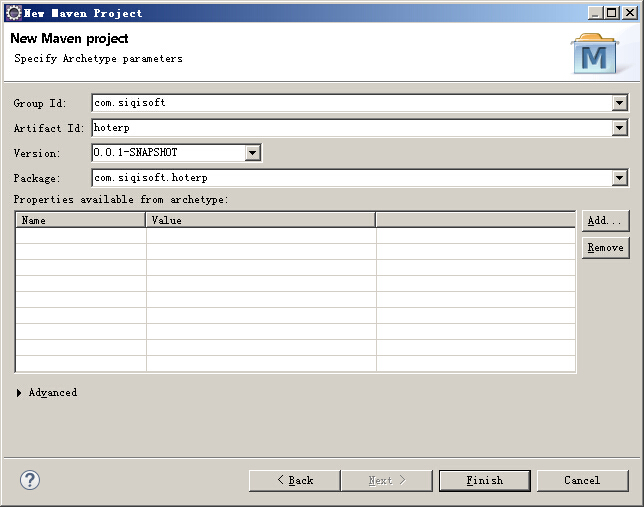 New Maven Project
New Maven project
Specify Archetype parameters
M
Group Id: com.siqisoft
Artifact Id: hoterp
Version: 0.0.1-SNAPSHOT
Package: com.siqisoft.hoterp
Properties available from archetype:
Name Value
Add...
Remove
Advanced
? < Back Next > Finish Cancel